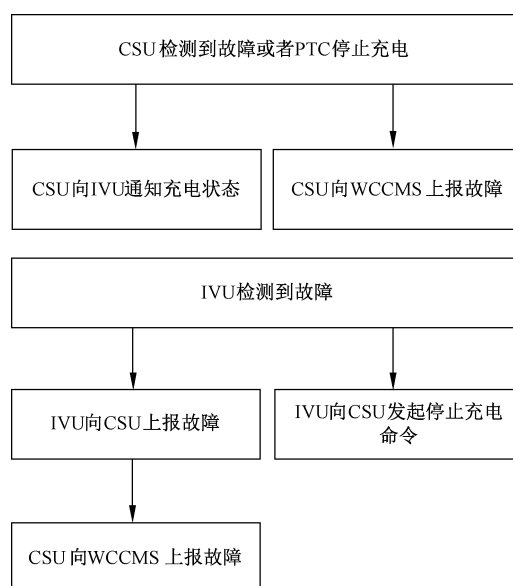 CSU检测到故障或者PTC停止充电
CSU向IVU通知充电状态
CSU向WCCMS上报故障
IVU检测到故障
IVU向CSU上报故障
IVU向CSU发起停止充电
命令
CSU向WCCMS上报故障